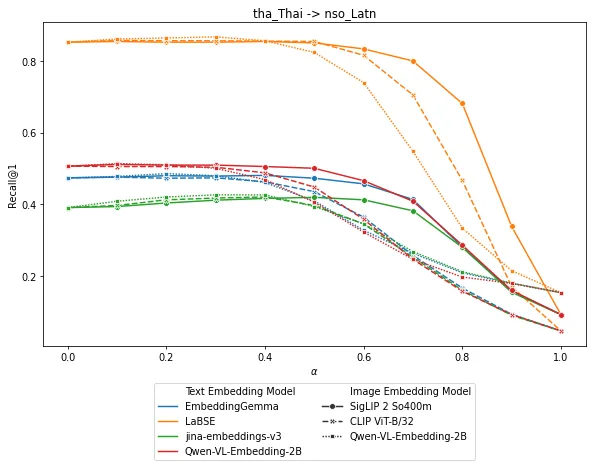 tha_Thai -> nso_Latn
Recall@1
0.8
0.6
0.4
0.2
0.0 0.2 0.4 0.6 0.8 1.0
α
Text Embedding Model
EmbeddingGemma
LaBSE
jina-embeddings-v3
Qwen-VL-Embedding-2B
Image Embedding Model
SigLIP 2 So400m
CLIP ViT-B/32
Qwen-VL-Embedding-2B